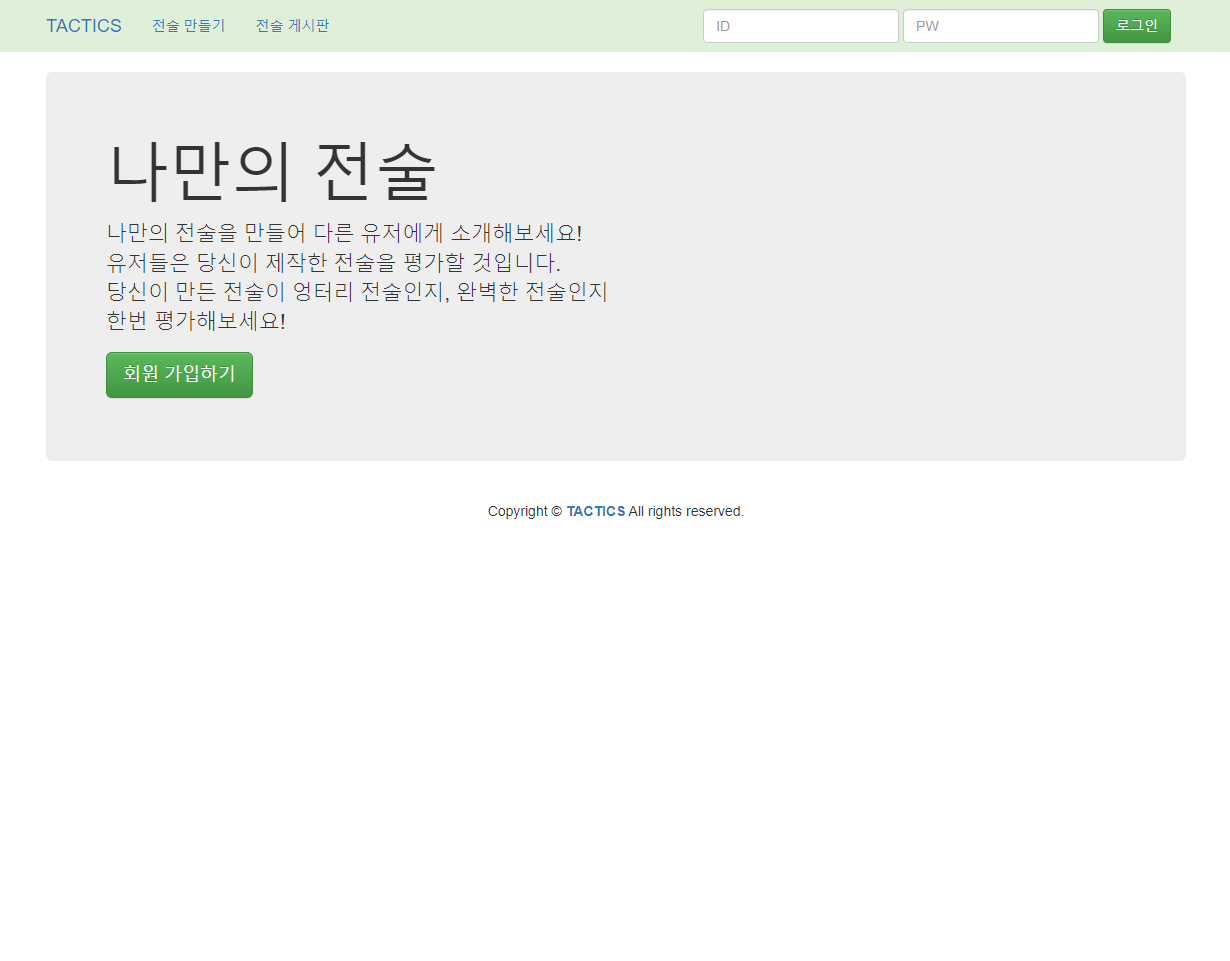 TACTICS 전술 만들기 전술 게시판 ID PW 로그인
나만의 전술
나만의 전술을 만들어 다른 유저에게 소개해보세요!
유저들은 당신이 제작한 전술을 평가할 것입니다.
당신이 만든 전술이 엉터리 전술인지, 완벽한 전술인지
한번 평가해보세요!
회원 가입하기
Copyright © TACTICS All rights reserved.